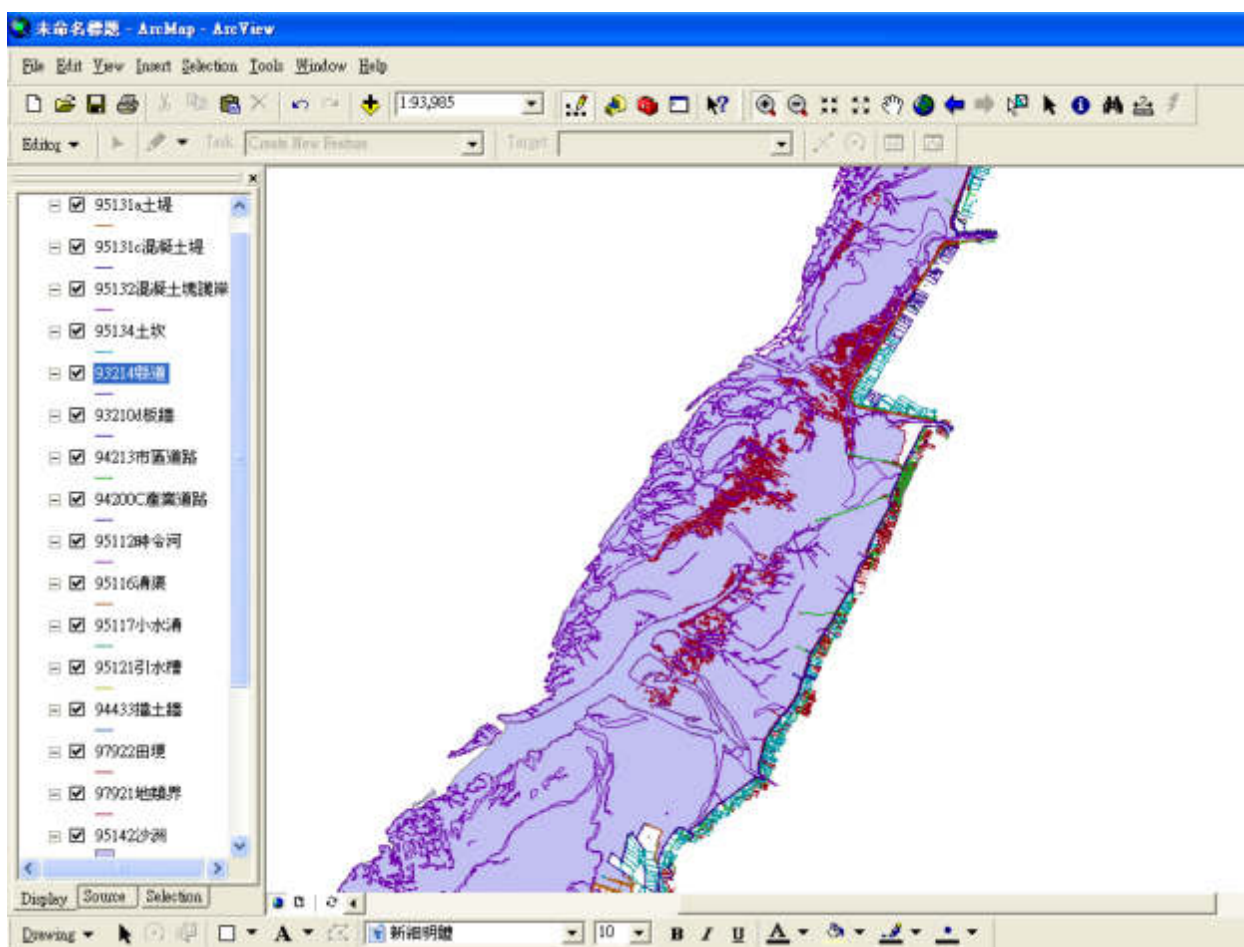 未命名標題 - ArcMap - ArcView
File Edit View Insert Selection Tools Window Help
1:93,985
Editor Task Create New Feature Target
95131a土堤
95131c混凝土堤
95132混凝土塊護岸
95134土坎
93214縣道
93210d板牆
94213市區道路
94200C產業道路
95112時令河
95116溝渠
95117小水溝
95121引水槽
94433擋土牆
97922田埂
97921地類界
95142沙洲
Display Source Selection
Drawing A 新細明體 10 B I U A